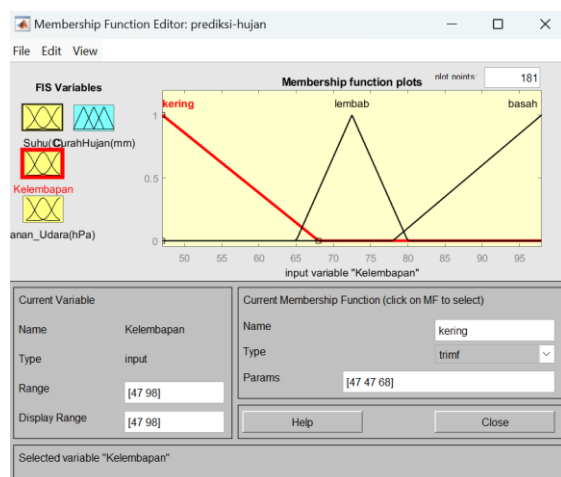 Membership Function Editor: prediksi-hujan
File Edit View
FIS Variables
Membership function plots
plot points:
181
Suhu(CurahHujan(mm)
Kelembapan
anan_Udara(hPa)
kering
lembab
basah
1
0.5
0
50 55 60 65 70 75 80 85 90 95
input variable "Kelembapan"
Current Variable
Name Kelembapan
Type input
Range [47 98]
Display Range [47 98]
Current Membership Function (click on MF to select)
Name kering
Type trimf
Params [47 47 68]
Help Close
Selected variable "Kelembapan"